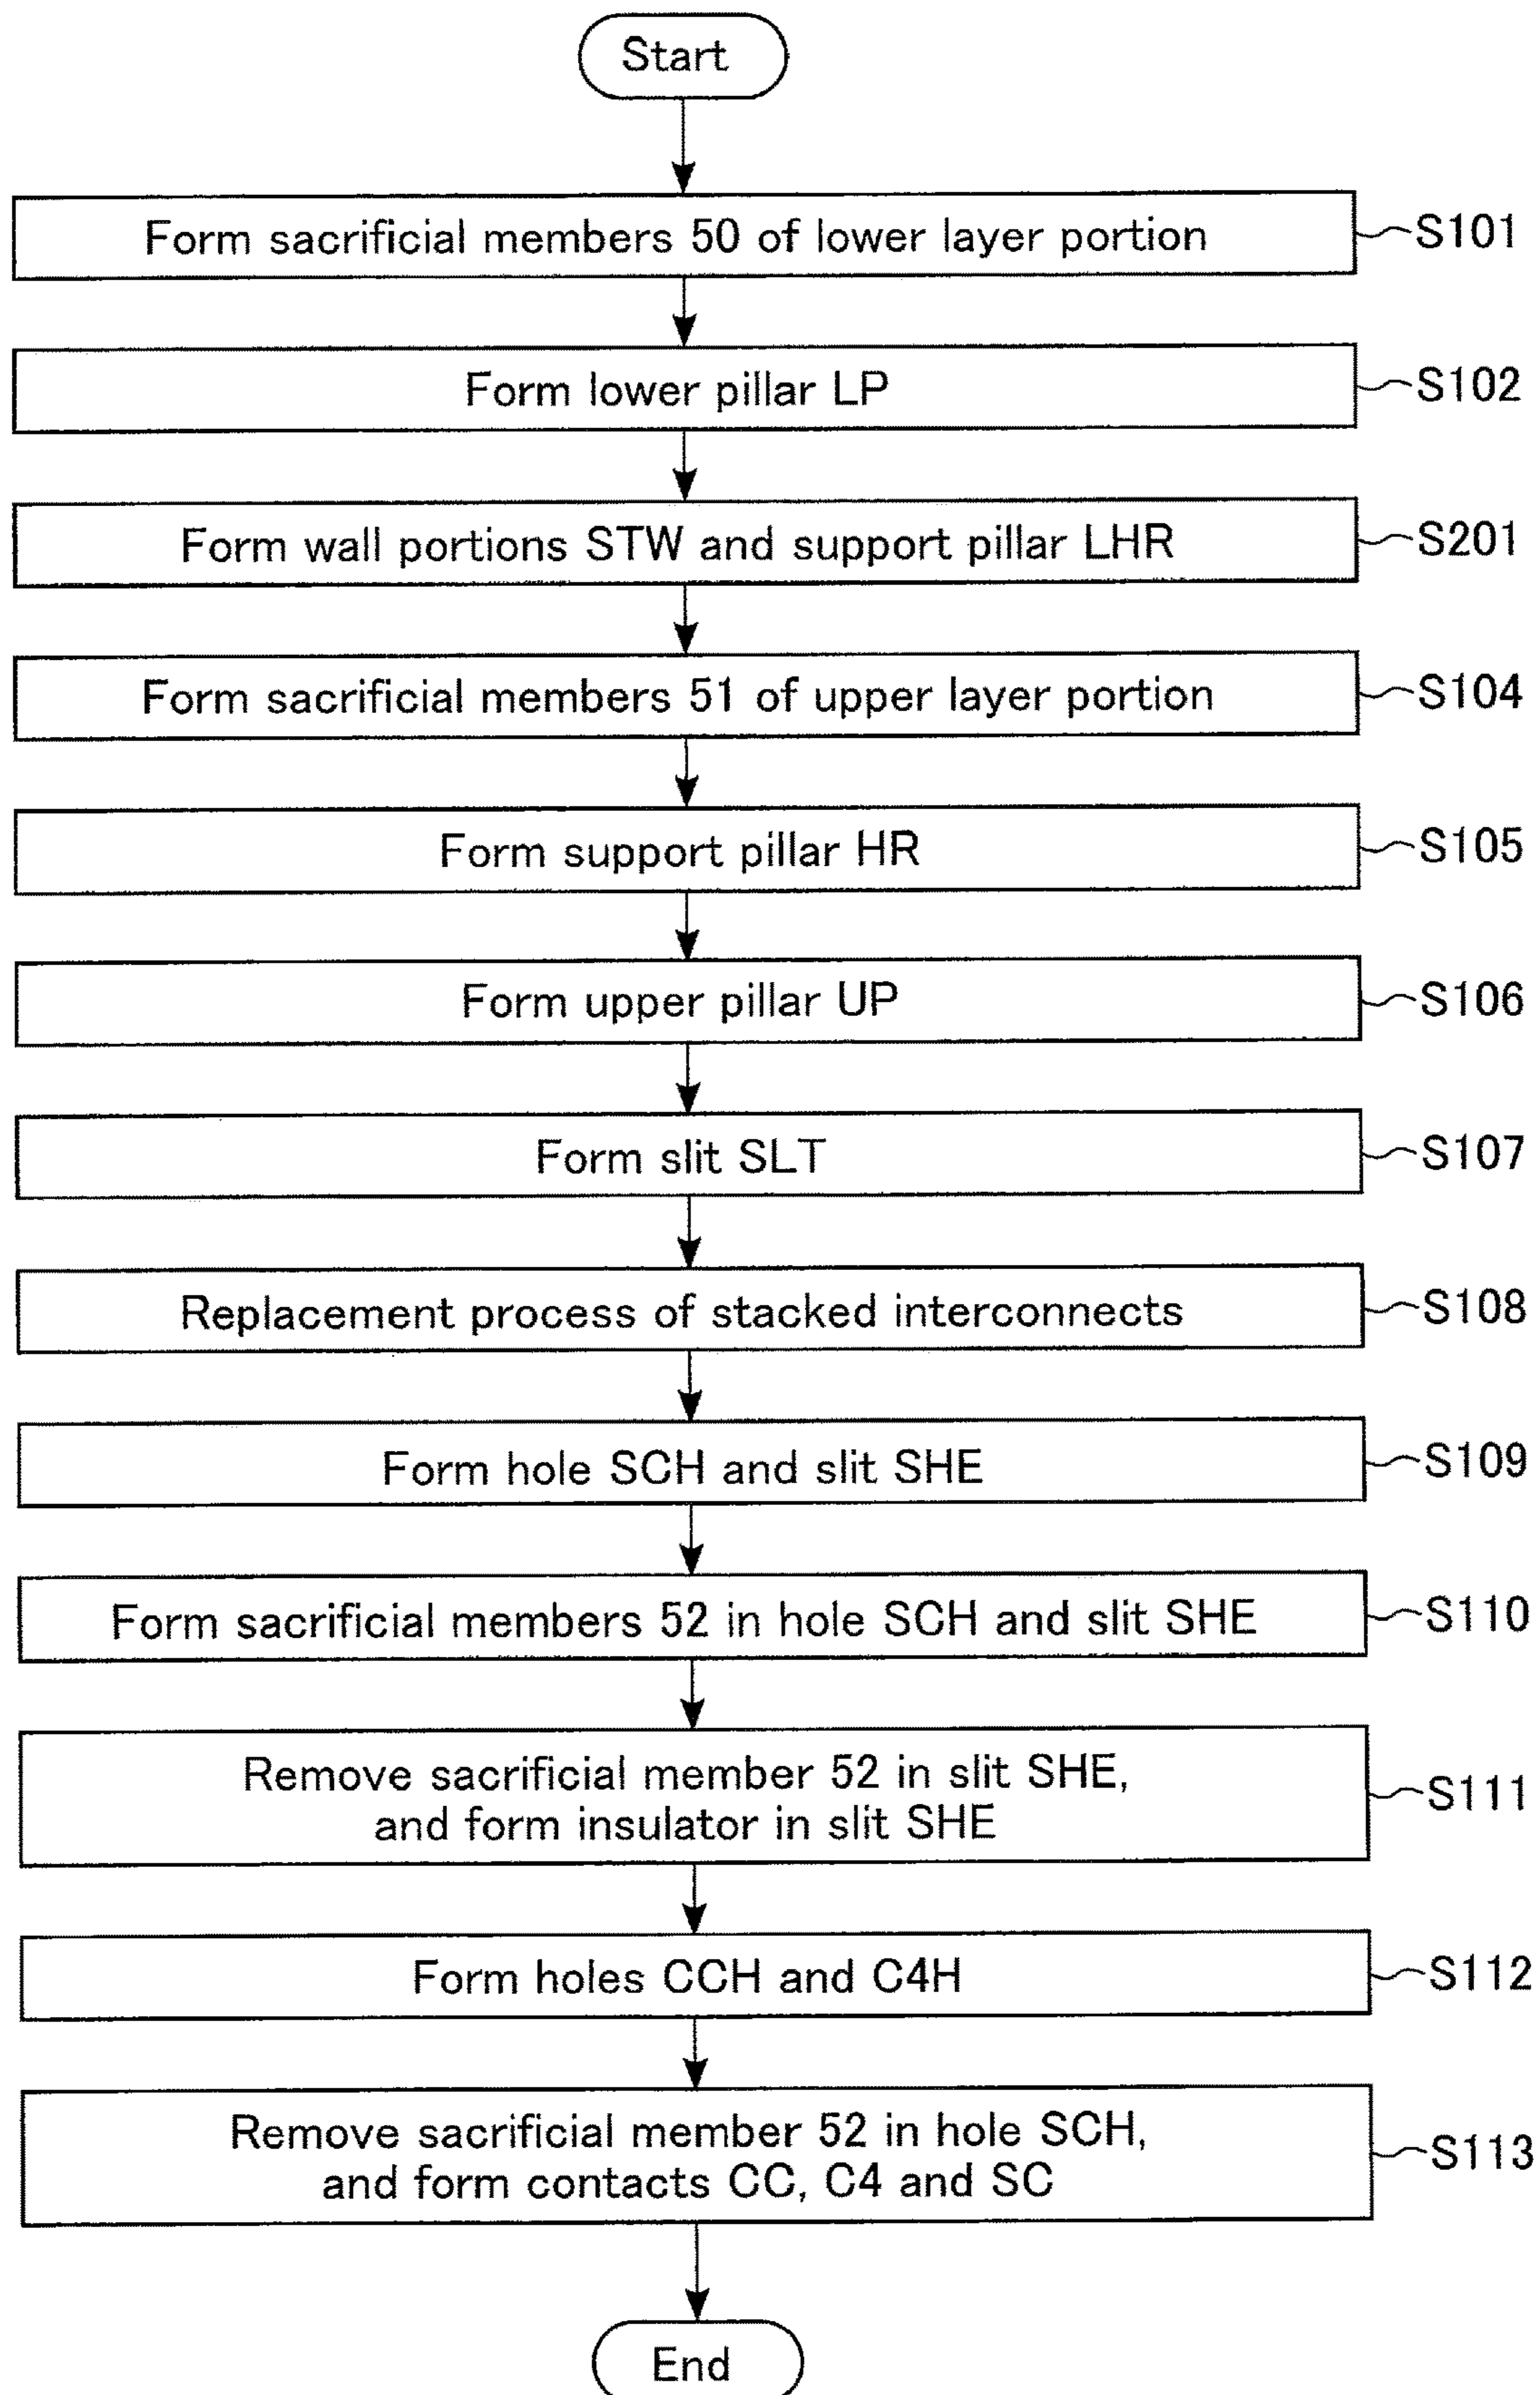 Start
Form sacrificial members 50 of lower layer portion
S101
Form lower pillar LP
S102
Form wall portions STW and support pillar LHR
S201
Form sacrificial members 51 of upper layer portion
S104
Form support pillar HR
S105
Form upper pillar UP
S106
Form slit SLT
S107
Replacement process of stacked interconnects
S108
Form hole SCH and slit SHE
S109
Form sacrificial members 52 in hole SCH and slit SHE
S110
Remove sacrificial member 52 in slit SHE,
and form insulator in slit SHE
S111
Form holes CCH and C4H
S112
Remove sacrificial member 52 in hole SCH,
and form contacts CC, C4 and SC
S113
End